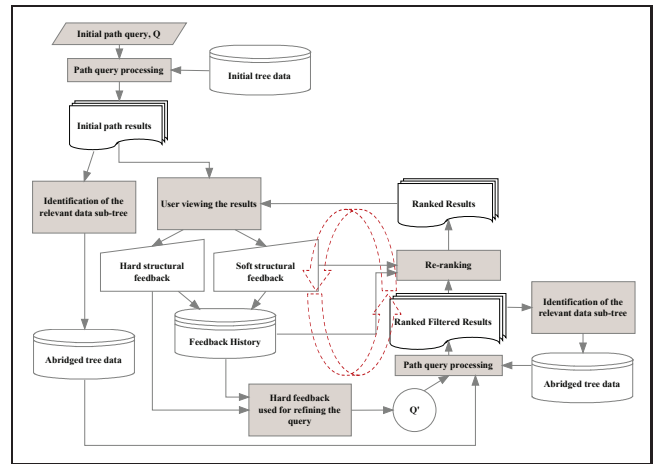 Initial path query, Q
Path query processing
Initial tree data
Initial path results
Identification of the
relevant data sub-tree
User viewing the results
Ranked Results
Hard structural
feedback
Soft structural
feedback
Re-ranking
Identification of the
relevant data sub-tree
Ranked Filtered Results
Feedback History
Abridged tree data
Path query processing
Abridged tree data
Hard feedback
used for refining the
query
Q'